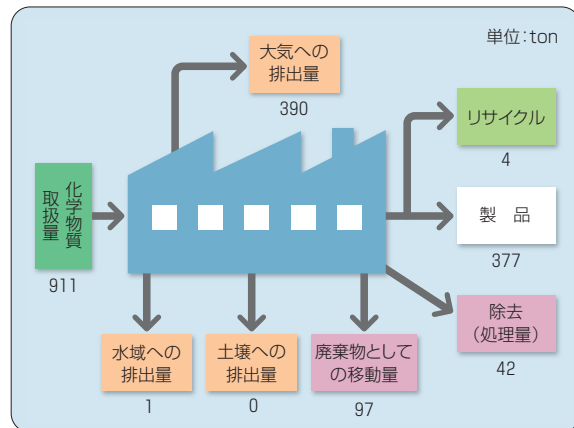 単位：ton
大気への
排出量
390
リサイクル
4
化学物質
取扱量
911
製 品
377
除去
（処理量）
42
水域への
排出量
1
土壌への
排出量
0
廃棄物として
の移動量
97